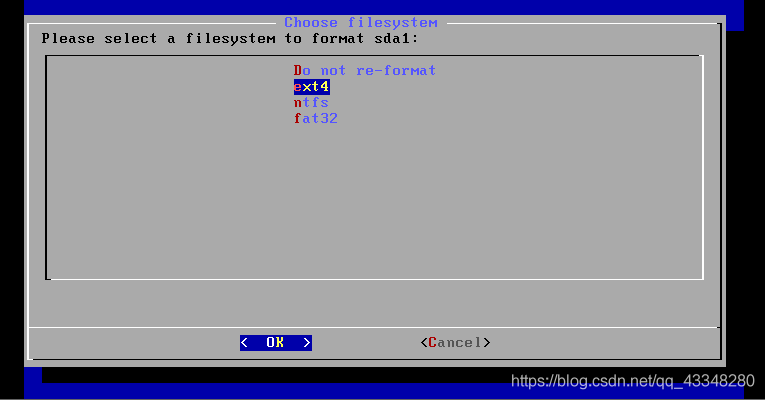 Choose filesystem
Please select a filesystem to format sda1:
Do not re-format
ext4
ntfs
fat32
< OK > <Cancel>
https://blog.csdn.net/qq_43348280